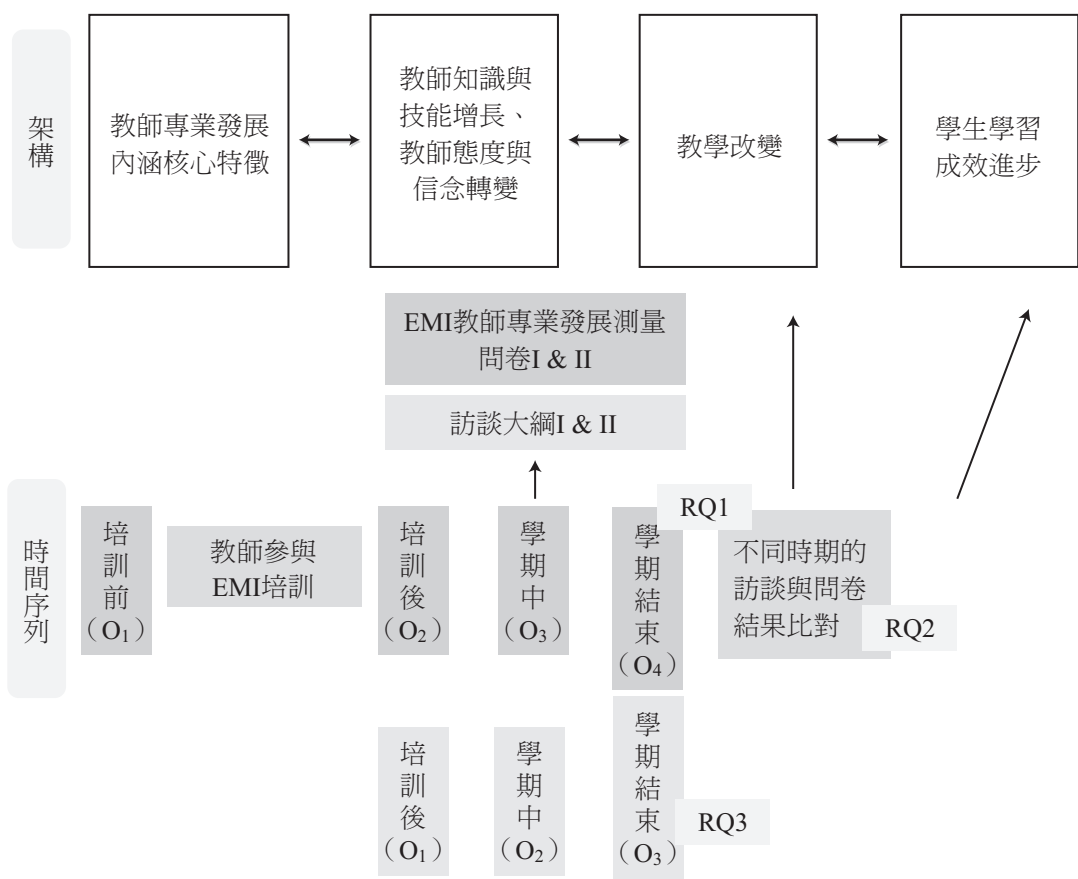 架構
教師專業發展
內涵核心特徵
教師知識與
技能增長、
教師態度與
信念轉變
教學改變
學生學習
成效進步
EMI教師專業發展測量
問卷I & II
訪談大綱I & II
時間序列
培訓前
（O₁）
教師參與
EMI培訓
培訓後
（O₂）
學期中
（O₃）
學期結束
（O₄）
RQ1
不同時期的
訪談與問卷
結果比對
RQ2
培訓後
（O₁）
學期中
（O₂）
學期結束
（O₃）
RQ3